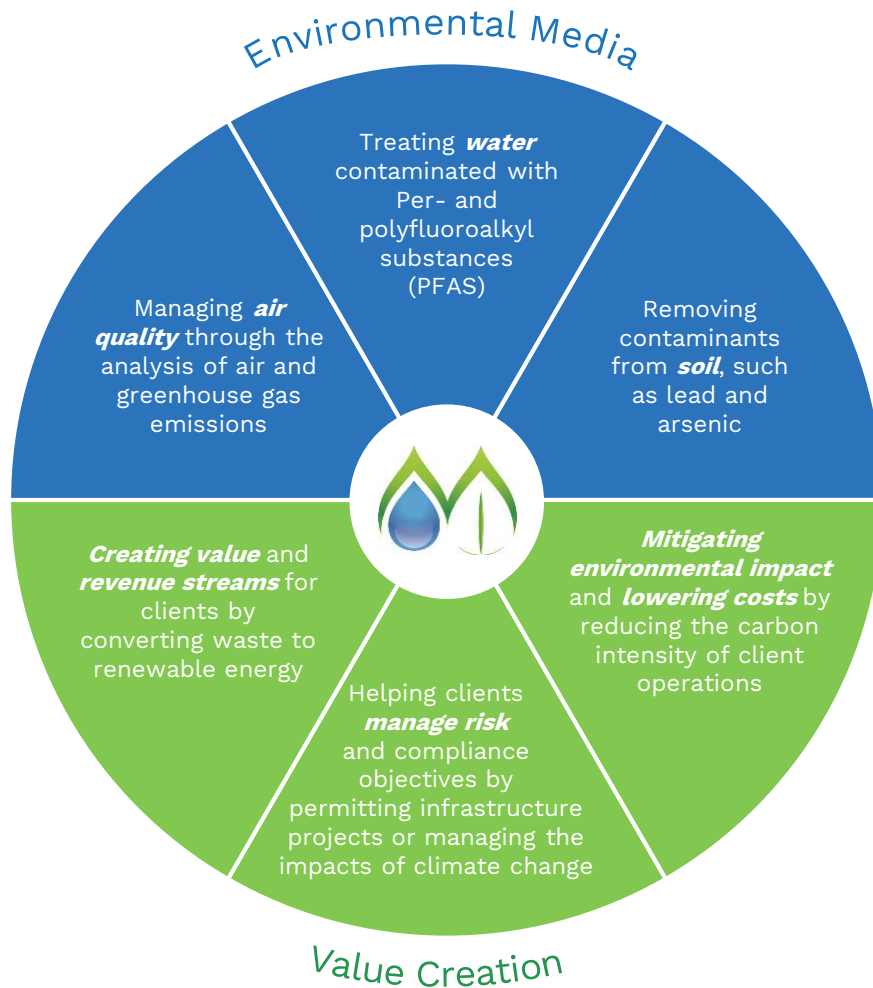 Environmental Media
Treating water
contaminated with
Per- and
polyfluoroalkyl
substances
(PFAS)
Managing air
quality through the
analysis of air and
greenhouse gas
emissions
Removing
contaminants
from soil, such
as lead and
arsenic
Creating value and
revenue streams for
clients by
converting waste to
renewable energy
Mitigating
environmental impact
and lowering costs by
reducing the carbon
intensity of client
operations
Helping clients
manage risk
and compliance
objectives by
permitting infrastructure
projects or managing the
impacts of climate change
Value Creation